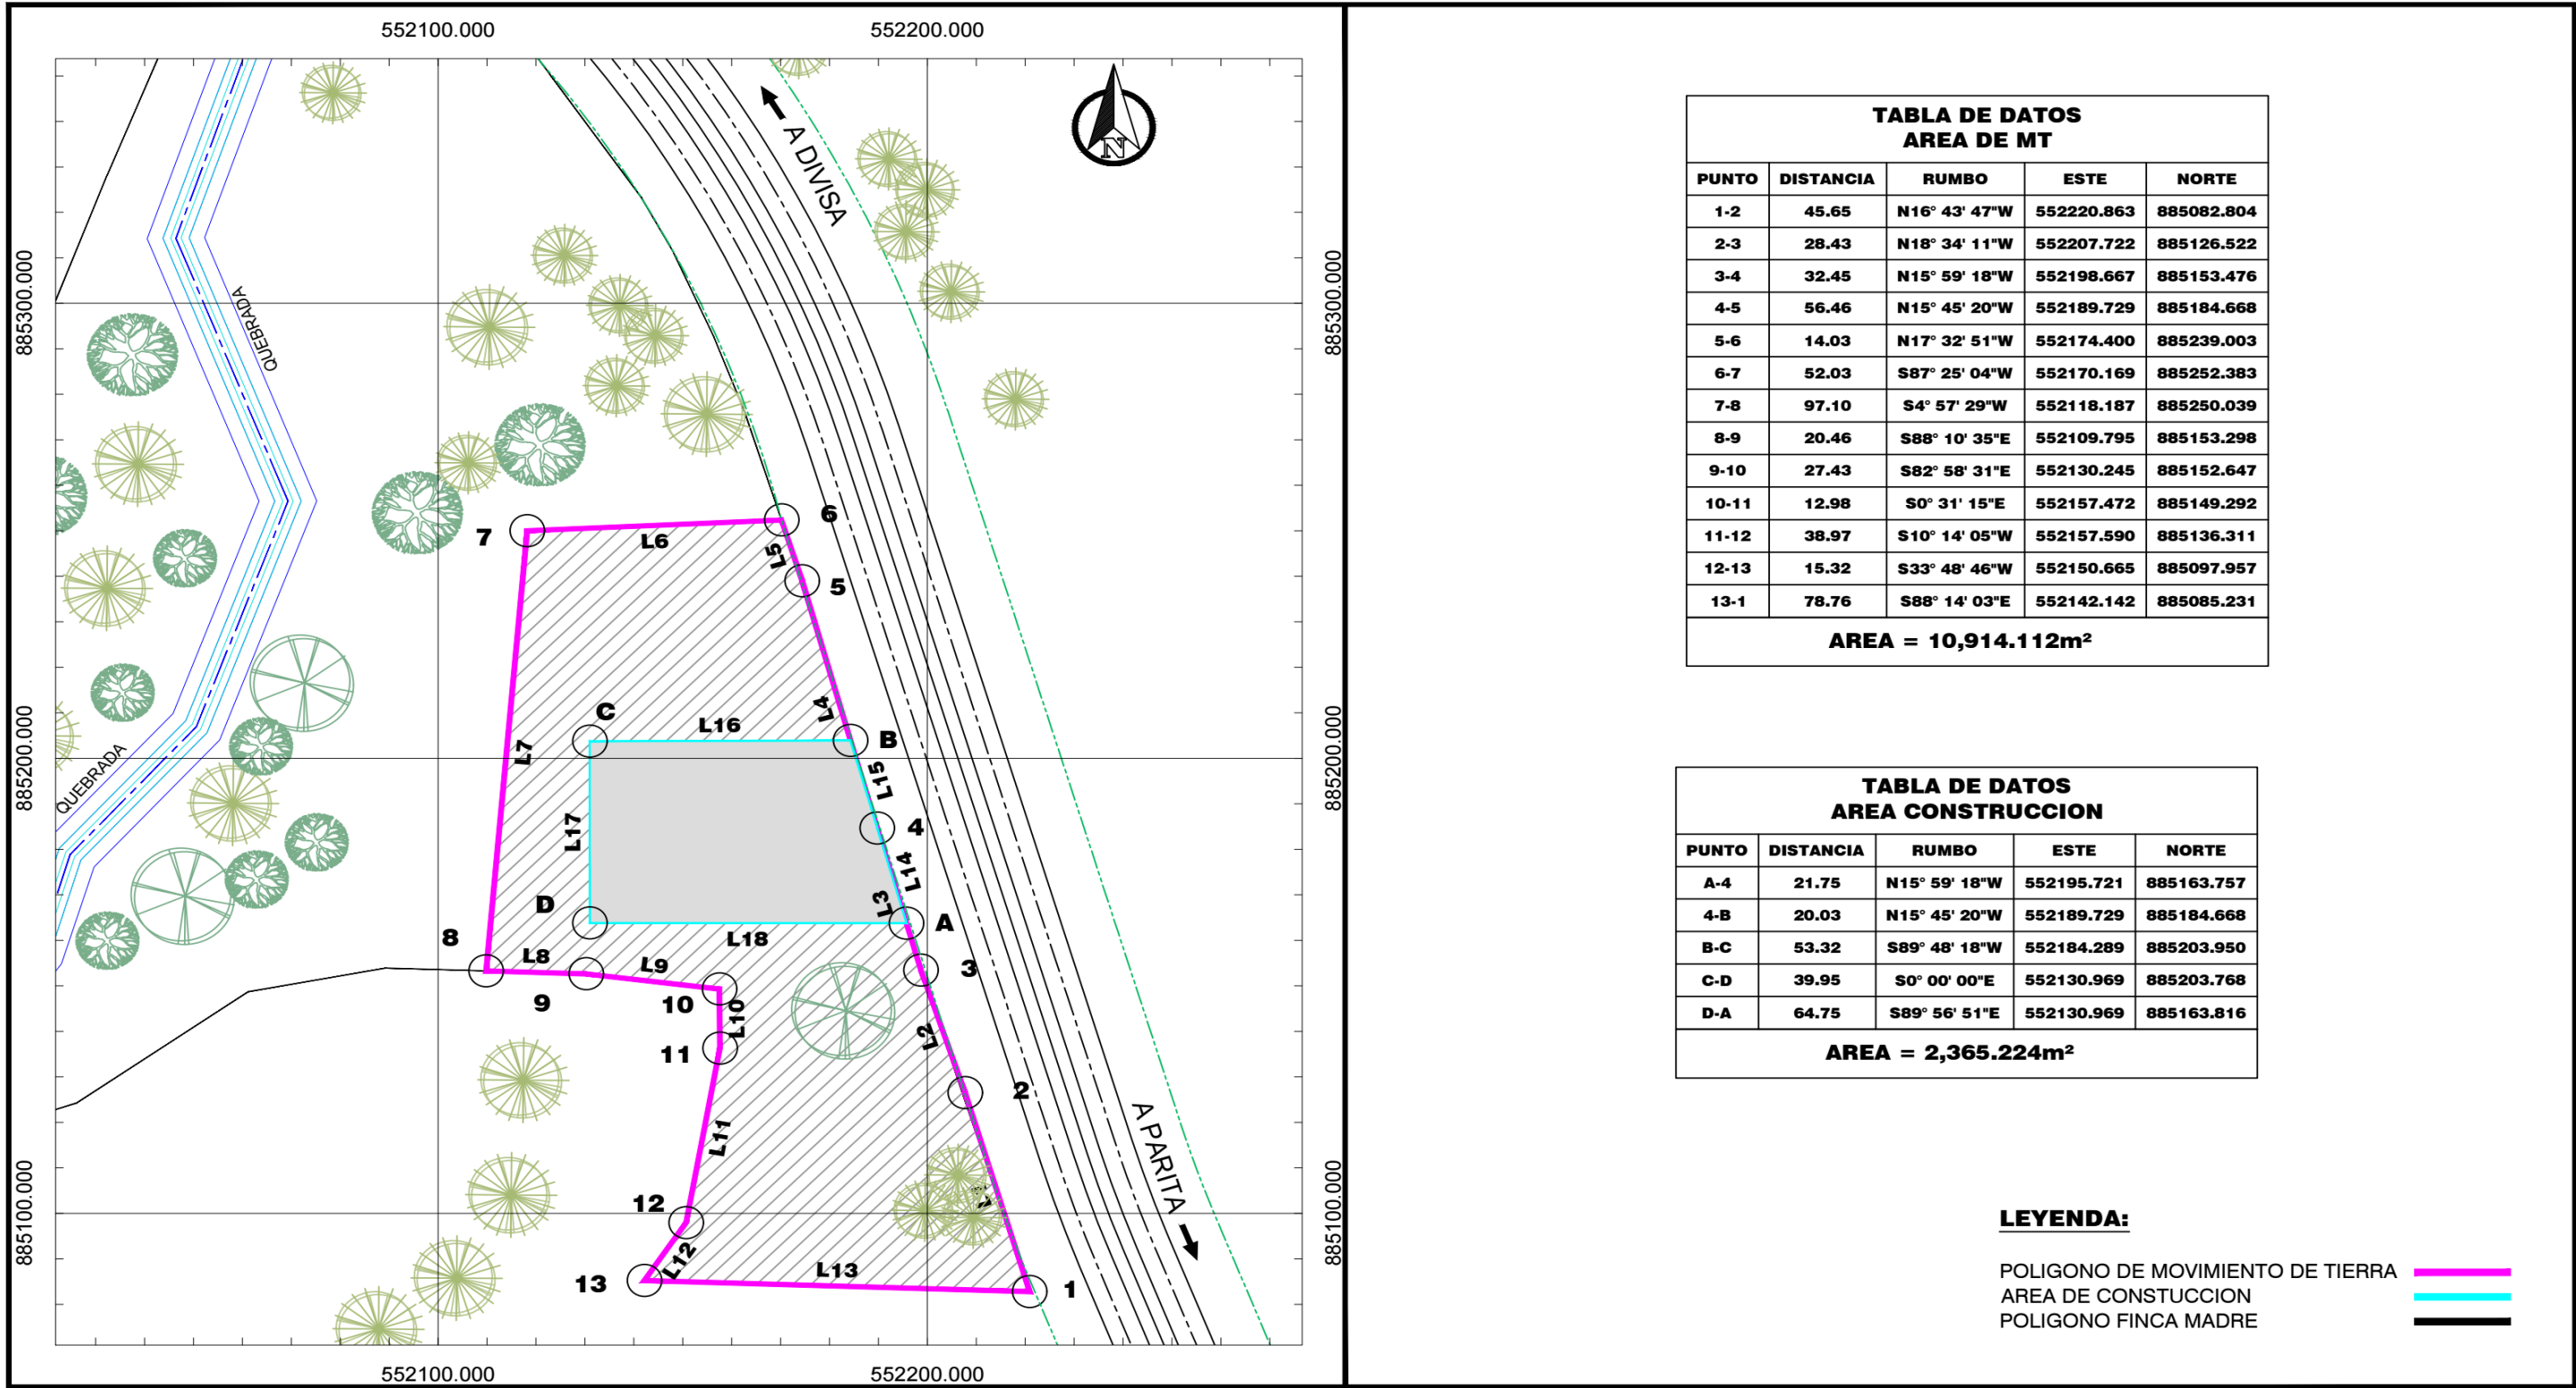 552100.000 552200.000
A DIVISA
N
885300.000 885300.000
QUEBRADA
7 6
L6
L5
5
L4
C L16 B
L7
885200.000 885200.000
QUEBRADA
L15
L17
4
L14
L3
D A
L18
8
L8 L9
3
9 10
L10
L2
11
2
L11
A PARITA
885100.000 885100.000
12
L12
L13
13 1
552100.000 552200.000
TABLA DE DATOS
AREA DE MT
PUNTO DISTANCIA RUMBO ESTE NORTE
1-2 45.65 N16° 43' 47"W 552220.863 885082.804
2-3 28.43 N18° 34' 11"W 552207.722 885126.522
3-4 32.45 N15° 59' 18"W 552198.667 885153.476
4-5 56.46 N15° 45' 20"W 552189.729 885184.668
5-6 14.03 N17° 32' 51"W 552174.400 885239.003
6-7 52.03 S87° 25' 04"W 552170.169 885252.383
7-8 97.10 S4° 57' 29"W 552118.187 885250.039
8-9 20.46 S88° 10' 35"E 552109.795 885153.298
9-10 27.43 S82° 58' 31"E 552130.245 885152.647
10-11 12.98 S0° 31' 15"E 552157.472 885149.292
11-12 38.97 S10° 14' 05"W 552157.590 885136.311
12-13 15.32 S33° 48' 46"W 552150.665 885097.957
13-1 78.76 S88° 14' 03"E 552142.142 885085.231
AREA = 10,914.112m²
TABLA DE DATOS
AREA CONSTRUCCION
PUNTO DISTANCIA RUMBO ESTE NORTE
A-4 21.75 N15° 59' 18"W 552195.721 885163.757
4-B 20.03 N15° 45' 20"W 552189.729 885184.668
B-C 53.32 S89° 48' 18"W 552184.289 885203.950
C-D 39.95 S0° 00' 00"E 552130.969 885203.768
D-A 64.75 S89° 56' 51"E 552130.969 885163.816
AREA = 2,365.224m²
LEYENDA:
POLIGONO DE MOVIMIENTO DE TIERRA
AREA DE CONSTUCCION
POLIGONO FINCA MADRE